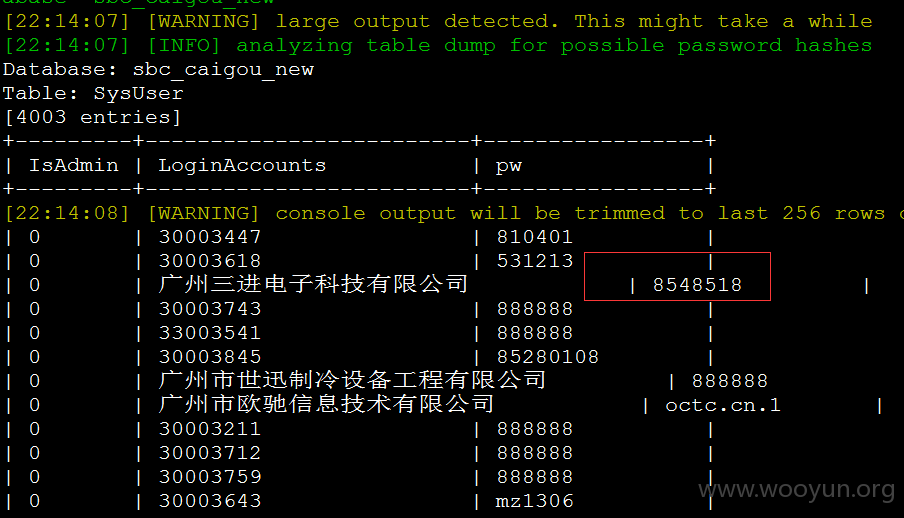 abase 'sbc_caigou_new'
[22:14:07] [WARNING] large output detected. This might take a while
[22:14:07] [INFO] analyzing table dump for possible password hashes
Database: sbc_caigou_new
Table: SysUser
[4003 entries]
+---------+-------------------------+-----------------+
| IsAdmin | LoginAccounts | pw |
+---------+-------------------------+-----------------+
[22:14:08] [WARNING] console output will be trimmed to last 256 rows
| 0 | 30003447 | 810401 |
| 0 | 30003618 | 531213 |
| 0 | 广州三进电子科技有限公司 | 8548518 |
| 0 | 30003743 | 888888 |
| 0 | 33003541 | 888888 |
| 0 | 30003845 | 85280108 |
| 0 | 广州市世迅制冷设备工程有限公司 | 888888
| 0 | 广州市欧驰信息技术有限公司 | octc.cn.1 |
| 0 | 30003211 | 888888 |
| 0 | 30003712 | 888888 |
| 0 | 30003759 | 888888 |
| 0 | 30003643 | mz1306 |
www.wooyun.org